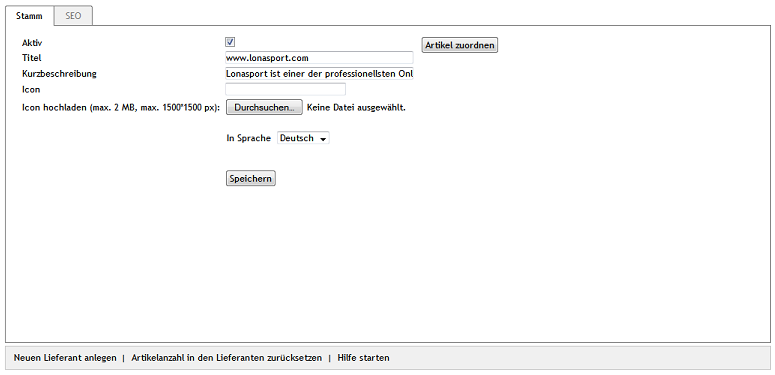 Stamm SEO
Aktiv Artikel zuordnen
Titel www.lonasport.com
Kurzbeschreibung Lonasport ist einer der professionellsten Onl
Icon
Icon hochladen (max. 2 MB, max. 1500*1500 px): Durchsuchen... Keine Datei ausgewählt.
In Sprache Deutsch
Speichern
Neuen Lieferant anlegen | Artikelanzahl in den Lieferanten zurücksetzen | Hilfe starten